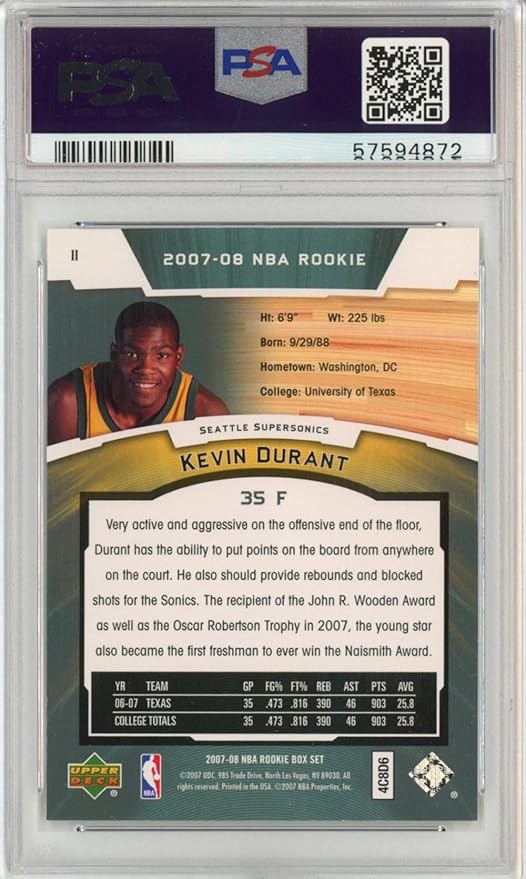 PSA
PSA
57594872
11
2007-08 NBA ROOKIE
Ht: 6'9" Wt: 225 lbs
Born: 9/29/88
Hometown: Washington, DC
College: University of Texas
SEATTLE SUPERSONICS
KEVIN DURANT
35 F
Very active and aggressive on the offensive end of the floor,
Durant has the ability to put points on the board from anywhere
on the court. He also should provide rebounds and blocked
shots for the Sonics. The recipient of the John R. Wooden Award
as well as the Oscar Robertson Trophy in 2007, the young star
also became the first freshman to ever win the Naismith Award.
YR TEAM GP FG% FT% REB AST PTS AVG
06-07 TEXAS 35 .473 .816 390 46 903 25.8
COLLEGE TOTALS 35 .473 .816 390 46 903 25.8
2007-08 NBA ROOKIE BOX SET
©2007 UDC. 985 Trade Drive, North Las Vegas, NV 89030. All
rights reserved. Printed in the USA. ©2007 NBA Properties, Inc.
UPPER
DECK
®
NBA
4C8D6
®